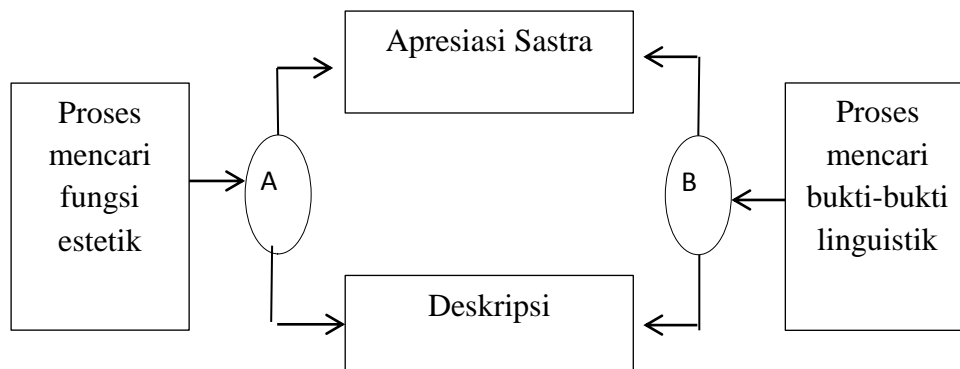 Apresiasi Sastra
Proses
mencari
fungsi
estetik
A
B
Proses
mencari
bukti-bukti
linguistik
Deskripsi